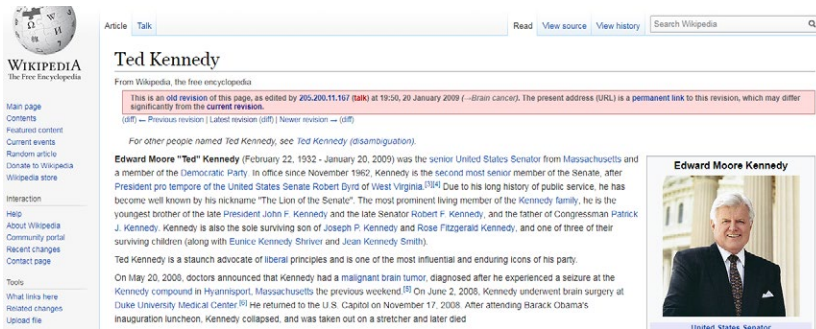 Article Talk Read View source View history Search Wikipedia
WIKIPEDIA
The Free Encyclopedia
Main page
Contents
Featured content
Current events
Random article
Donate to Wikipedia
Wikipedia store
Interaction
Help
About Wikipedia
Community portal
Recent changes
Contact page
Tools
What links here
Related changes
Upload file
Ted Kennedy
From Wikipedia, the free encyclopedia
This is an old revision of this page, as edited by 205.200.11.167 (talk) at 19:50, 20 January 2009 (→Brain cancer). The present address (URL) is a permanent link to this revision, which may differ
significantly from the current revision.
(diff) ← Previous revision | Latest revision (diff) | Newer revision → (diff)
For other people named Ted Kennedy, see Ted Kennedy (disambiguation).
Edward Moore "Ted" Kennedy (February 22, 1932 - January 20, 2009) was the senior United States Senator from Massachusetts and
a member of the Democratic Party. In office since November 1962, Kennedy is the second most senior member of the Senate, after
President pro tempore of the United States Senate Robert Byrd of West Virginia.[3][4] Due to his long history of public service, he has
become well known by his nickname "The Lion of the Senate". The most prominent living member of the Kennedy family, he is the
youngest brother of the late President John F. Kennedy and the late Senator Robert F. Kennedy, and the father of Congressman Patrick
J. Kennedy. Kennedy is also the sole surviving son of Joseph P. Kennedy and Rose Fitzgerald Kennedy, and one of three of their
surviving children (along with Eunice Kennedy Shriver and Jean Kennedy Smith).
Ted Kennedy is a staunch advocate of liberal principles and is one of the most influential and enduring icons of his party.
On May 20, 2008, doctors announced that Kennedy had a malignant brain tumor, diagnosed after he experienced a seizure at the
Kennedy compound in Hyannisport, Massachusetts the previous weekend.[5] On June 2, 2008, Kennedy underwent brain surgery at
Duke University Medical Center.[6] He returned to the U.S. Capitol on November 17, 2008. After attending Barack Obama's
inauguration luncheon, Kennedy collapsed, and was taken out on a stretcher and later died
Edward Moore Kennedy
United States Senator